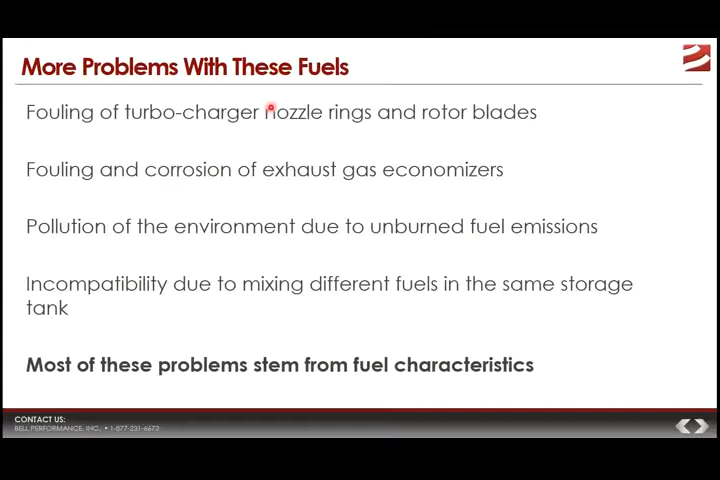 More Problems With These Fuels
Fouling of turbo-charger nozzle rings and rotor blades
Fouling and corrosion of exhaust gas economizers
Pollution of the environment due to unburned fuel emissions
Incompatibility due to mixing different fuels in the same storage
tank
Most of these problems stem from fuel characteristics
CONTACT US:
BELL PERFORMANCE, INC. • 1-877-231-6673